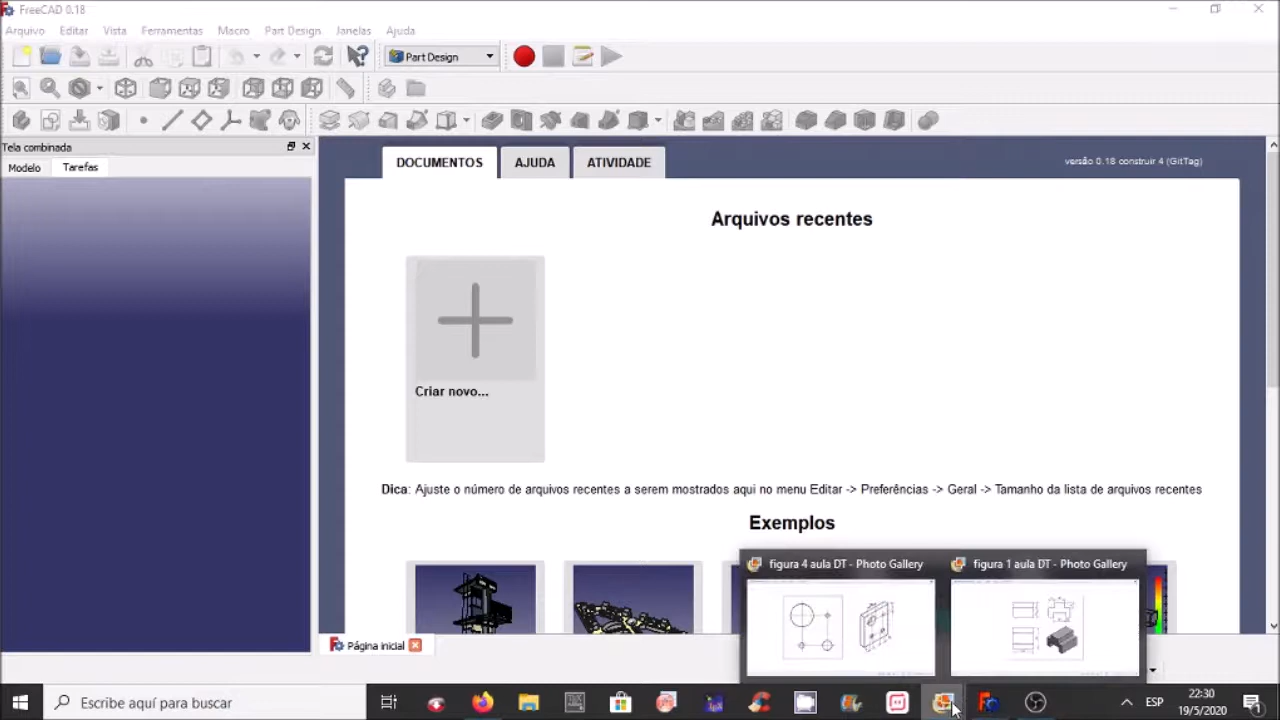 FreeCAD 0.18
Arquivo Editar Vista Ferramentas Macro Part Design Janelas Ajuda
Part Design
Tela combinada
Modelo Tarefas
DOCUMENTOS AJUDA ATIVIDADE
versão 0.18 construir 4 (GitTag)
Arquivos recentes
Criar novo...
Dica: Ajuste o número de arquivos recentes a serem mostrados aqui no menu Editar -> Preferências -> Geral -> Tamanho da lista de arquivos recentes
Exemplos
figura 4 aula DT - Photo Gallery
figura 1 aula DT - Photo Gallery
Página inicial
Escribe aquí para buscar
ESP
22:30
19/5/2020
1